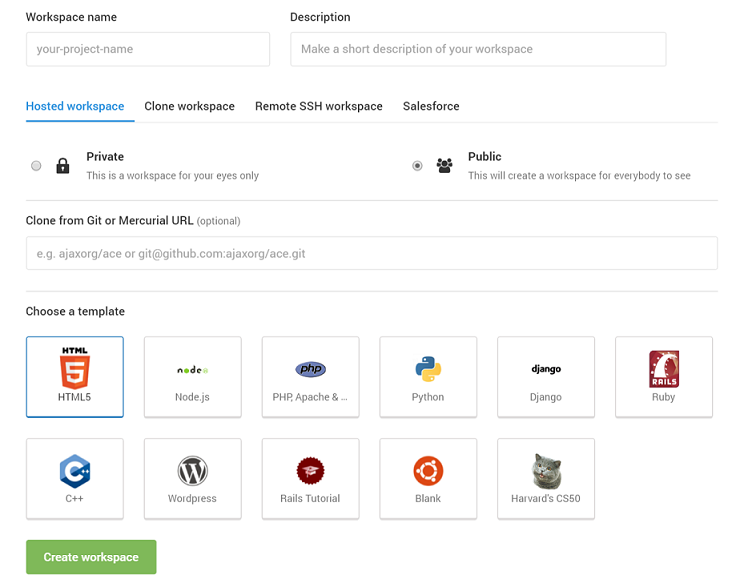 Workspace name
Description
your-project-name
Make a short description of your workspace
Hosted workspace
Clone workspace
Remote SSH workspace
Salesforce
Private
This is a workspace for your eyes only
Public
This will create a workspace for everybody to see
Clone from Git or Mercurial URL (optional)
e.g. ajaxorg/ace or git@github.com:ajaxorg/ace.git
Choose a template
HTML
5
HTML5
node
Node.js
php
PHP, Apache & ...
Python
django
Django
RAILS
Ruby
C++
C++
W
Wordpress
Rails Tutorial
Blank
Harvard's CS50
Create workspace